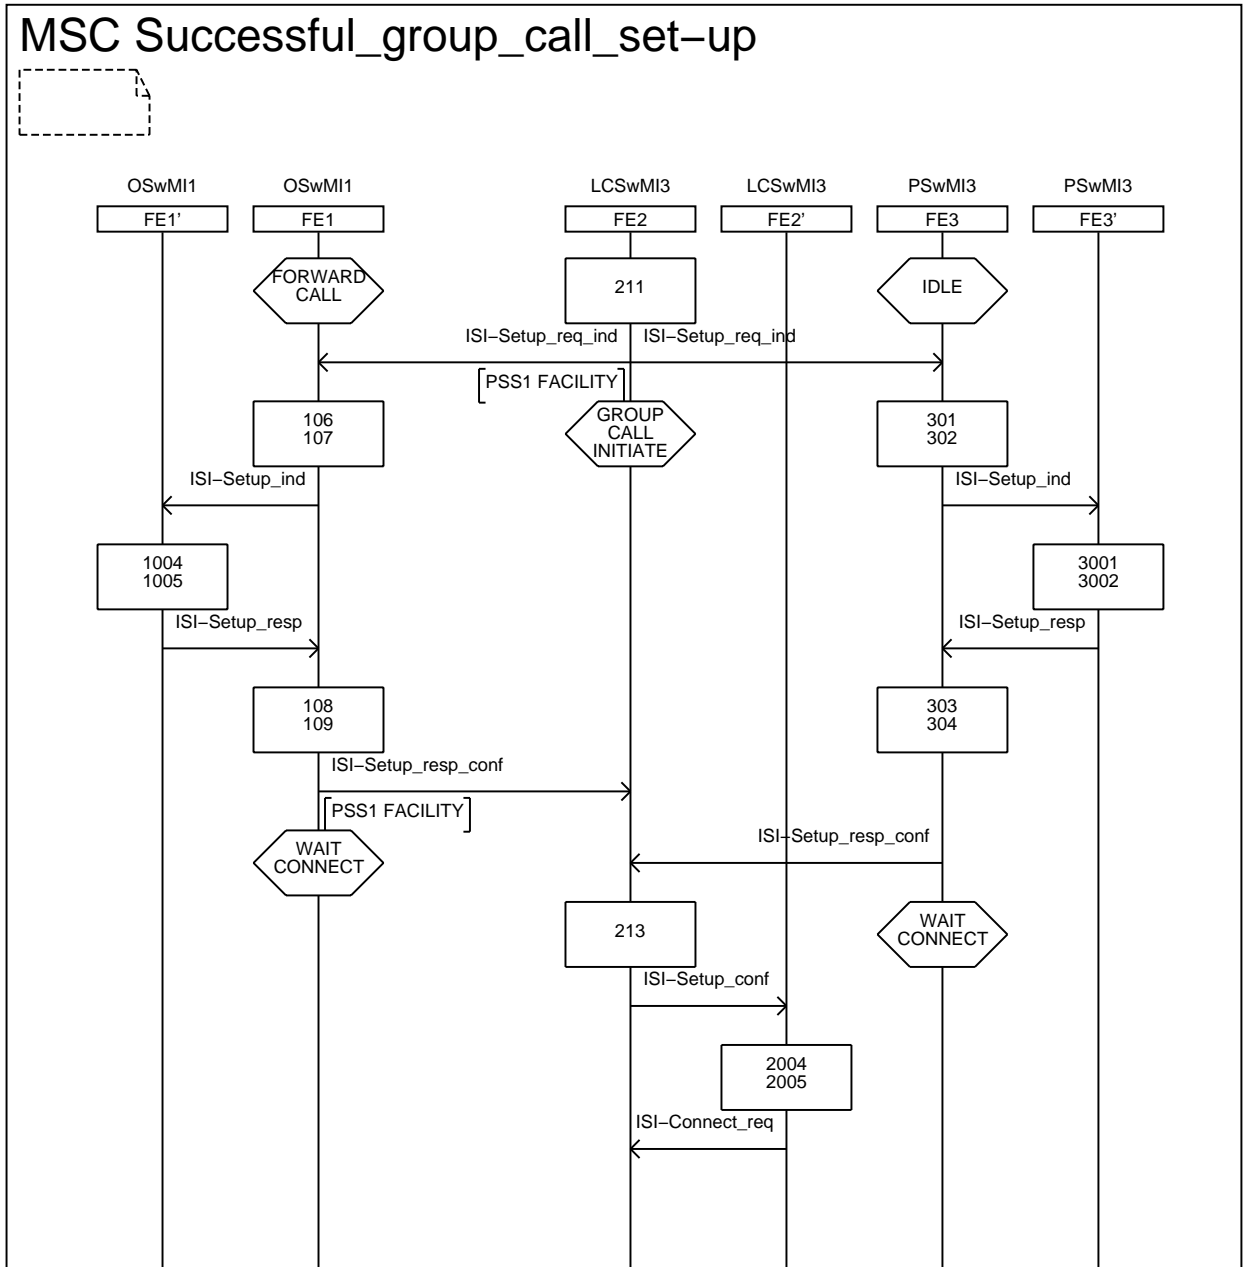 MSC Successful_group_call_set–up
OSwMI1
OSwMI1
LCSwMI3
LCSwMI3
PSwMI3
PSwMI3
FE1'
FE1
FE2
FE2'
FE3
FE3'
FORWARD
CALL
211
IDLE
ISI–Setup_req_ind
ISI–Setup_req_ind
PSS1 FACILITY
106
107
GROUP
CALL
INITIATE
301
302
ISI–Setup_ind
ISI–Setup_ind
1004
1005
3001
3002
ISI–Setup_resp
ISI–Setup_resp
108
109
303
304
ISI–Setup_resp_conf
PSS1 FACILITY
ISI–Setup_resp_conf
WAIT
CONNECT
213
WAIT
CONNECT
ISI–Setup_conf
2004
2005
ISI–Connect_req